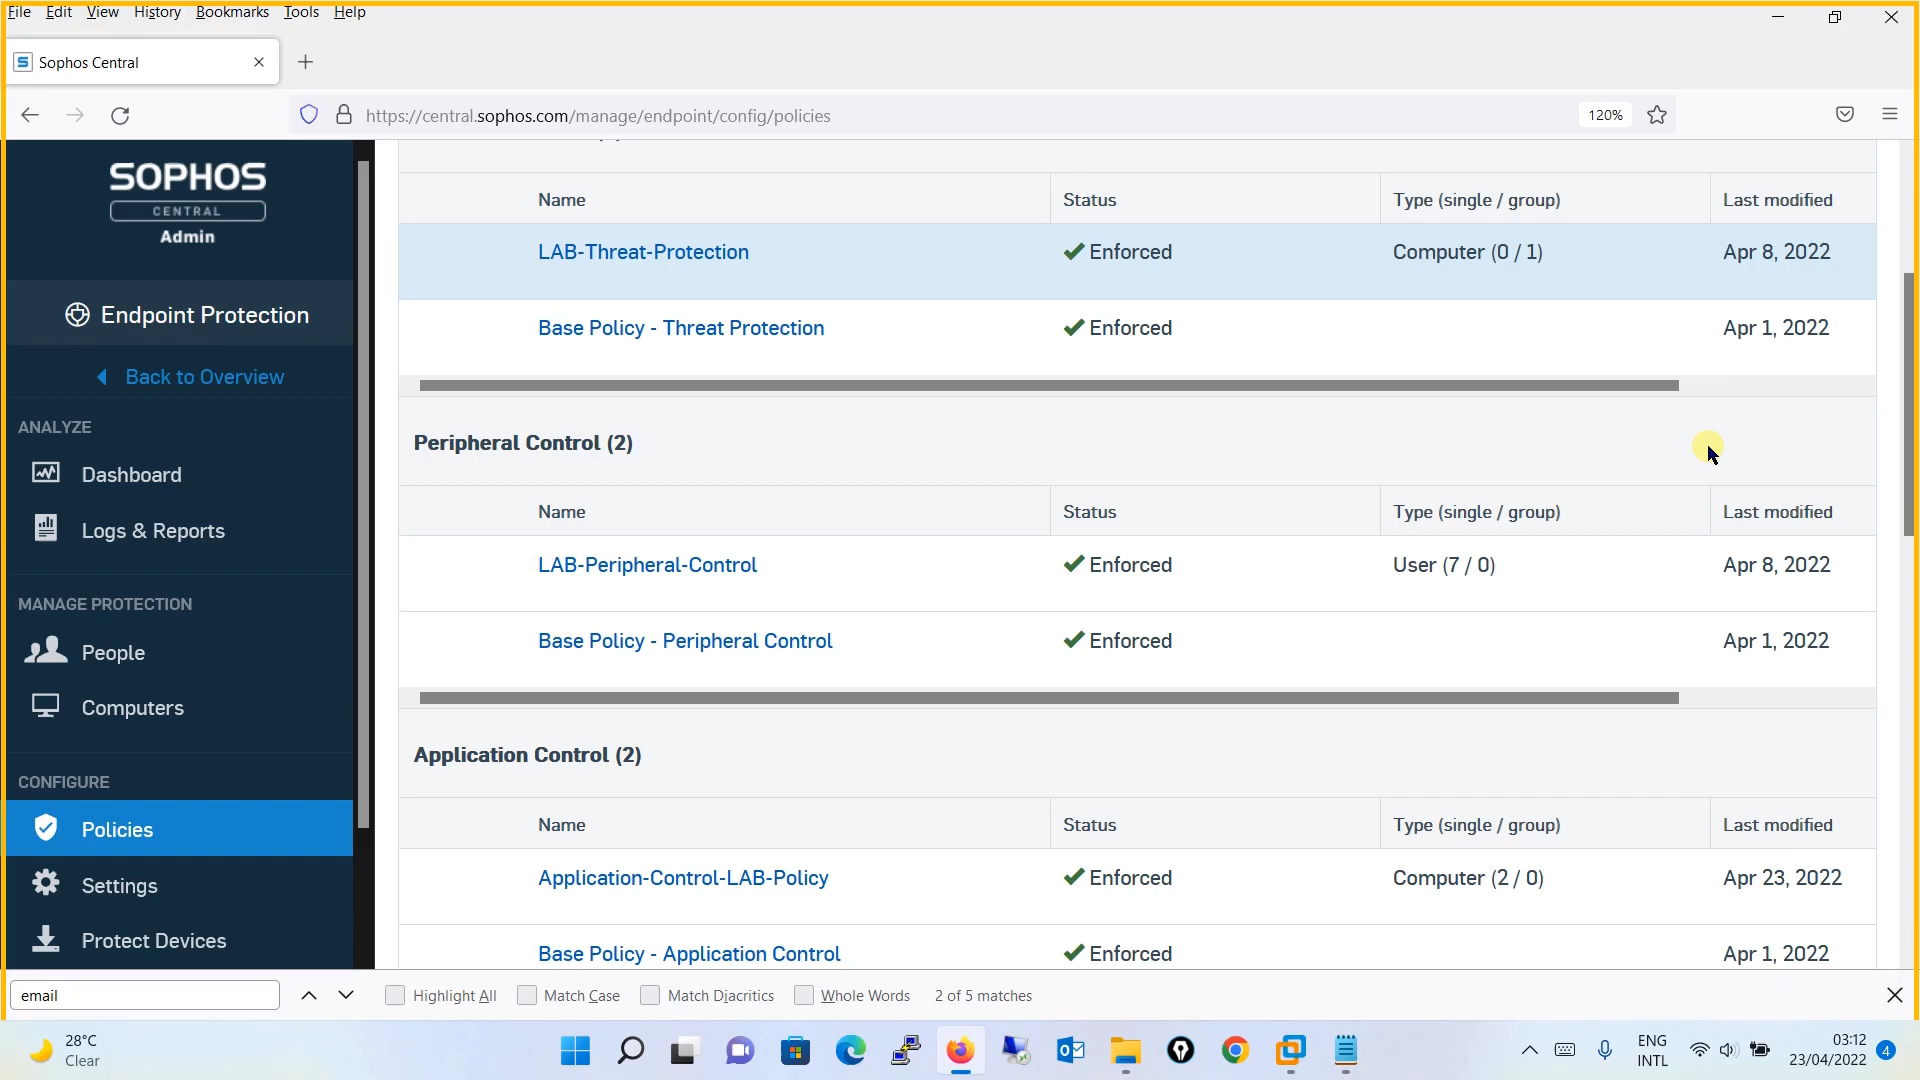 File Edit View History Bookmarks Tools Help
Sophos Central
https://central.sophos.com/manage/endpoint/config/policies
120%
SOPHOS
CENTRAL
Admin
Endpoint Protection
Back to Overview
ANALYZE
Dashboard
Logs & Reports
MANAGE PROTECTION
People
Computers
CONFIGURE
Policies
Settings
Protect Devices
Name Status Type (single / group) Last modified
LAB-Threat-Protection Enforced Computer (0 / 1) Apr 8, 2022
Base Policy - Threat Protection Enforced Apr 1, 2022
Peripheral Control (2)
Name Status Type (single / group) Last modified
LAB-Peripheral-Control Enforced User (7 / 0) Apr 8, 2022
Base Policy - Peripheral Control Enforced Apr 1, 2022
Application Control (2)
Name Status Type (single / group) Last modified
Application-Control-LAB-Policy Enforced Computer (2 / 0) Apr 23, 2022
Base Policy - Application Control Enforced Apr 1, 2022
email Highlight All Match Case Match Diacritics Whole Words 2 of 5 matches
28°C
Clear
ENG
INTL
03:12
23/04/2022
4